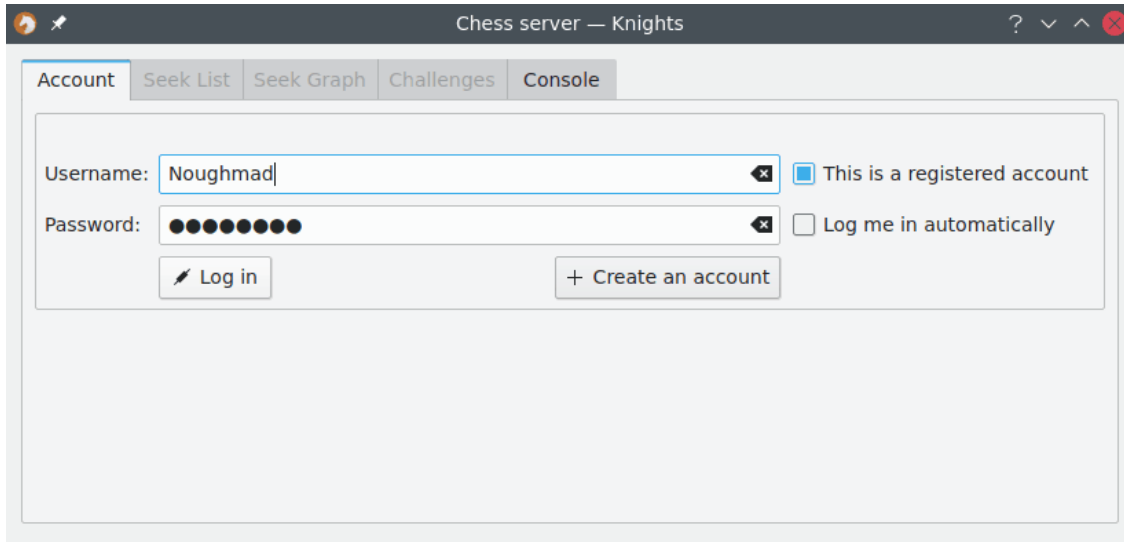 Chess server — Knights
Account Seek List Seek Graph Challenges Console
Username: Noughmad This is a registered account
Password: ●●●●●●●● Log me in automatically
Log in + Create an account